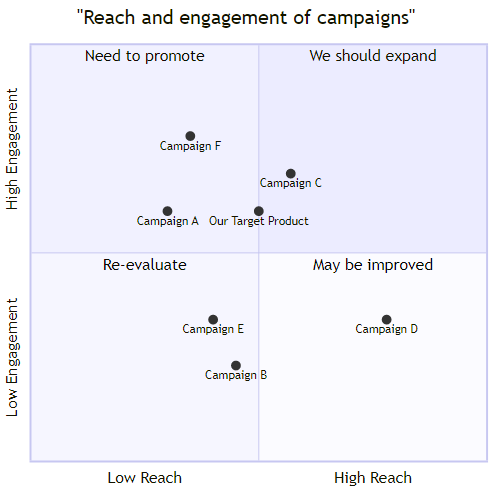 "Reach and engagement of campaigns"
Need to promote
We should expand
High Engagement
Campaign F
Campaign C
Campaign A
Our Target Product
Re-evaluate
May be improved
Low Engagement
Campaign E
Campaign D
Campaign B
Low Reach
High Reach